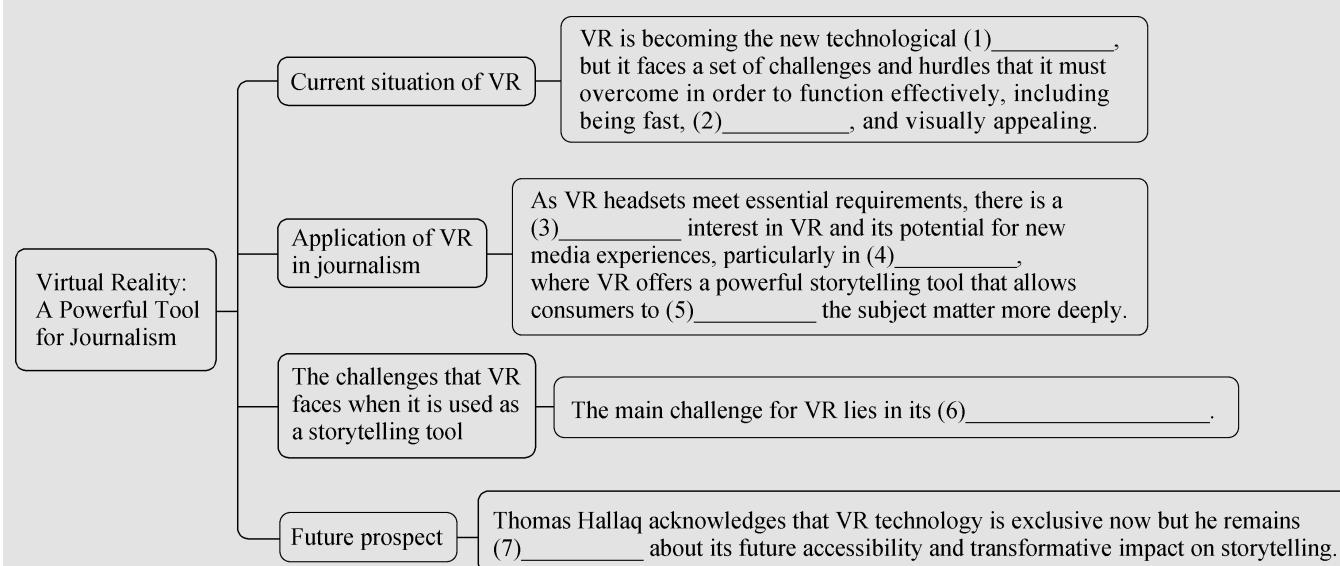 Virtual Reality:
A Powerful Tool
for Journalism
Current situation of VR
VR is becoming the new technological (1)__________,
but it faces a set of challenges and hurdles that it must
overcome in order to function effectively, including
being fast, (2)__________, and visually appealing.
Application of VR
in journalism
As VR headsets meet essential requirements, there is a
(3)__________ interest in VR and its potential for new
media experiences, particularly in (4)__________,
where VR offers a powerful storytelling tool that allows
consumers to (5)__________ the subject matter more deeply.
The challenges that VR
faces when it is used as
a storytelling tool
The main challenge for VR lies in its (6)____________________.
Future prospect
Thomas Hallaq acknowledges that VR technology is exclusive now but he remains
(7)____________ about its future accessibility and transformative impact on storytelling.